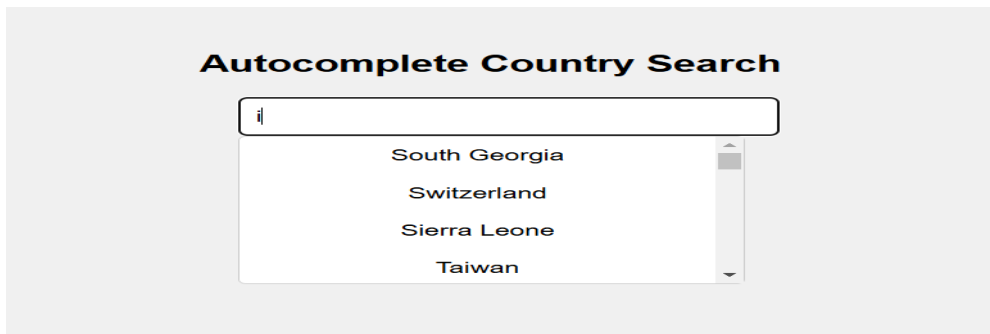 Autocomplete Country Search
i
South Georgia
Switzerland
Sierra Leone
Taiwan